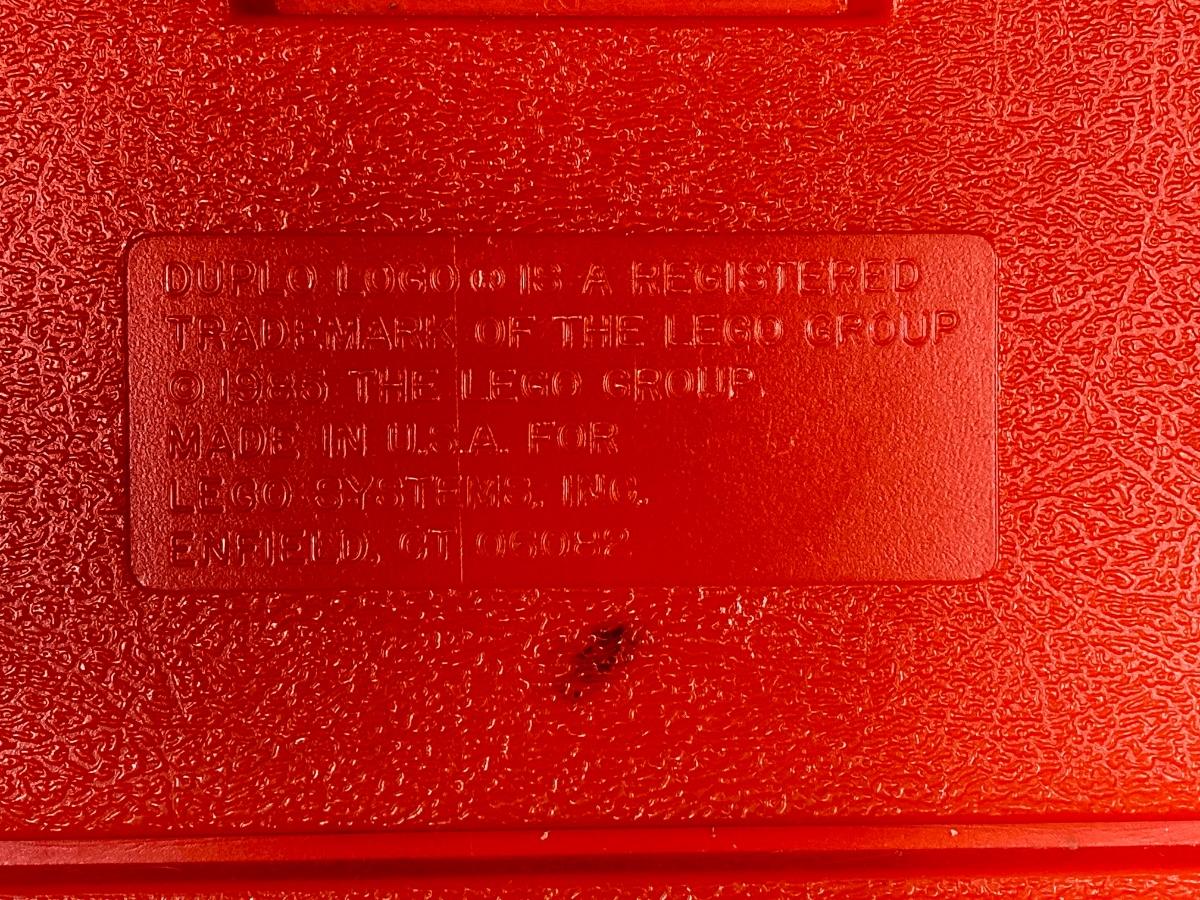 DUPLO LOGO ® IS A REGISTERED
TRADEMARK OF THE LEGO GROUP
© 1985 THE LEGO GROUP.
MADE IN U.S.A. FOR
LEGO SYSTEMS, INC.
ENFIELD, CT 06082